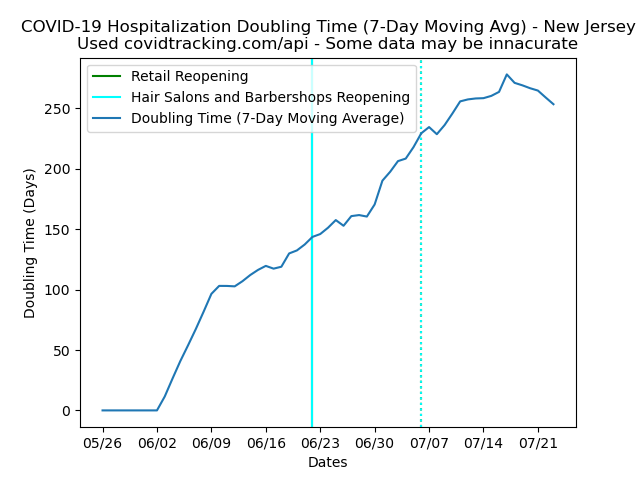 COVID-19 Hospitalization Doubling Time (7-Day Moving Avg) - New Jersey
Used covidtracking.com/api - Some data may be innacurate
Retail Reopening
Hair Salons and Barbershops Reopening
Doubling Time (7-Day Moving Average)
Doubling Time (Days)
250
200
150
100
50
0
05/26 06/02 06/09 06/16 06/23 06/30 07/07 07/14 07/21
Dates